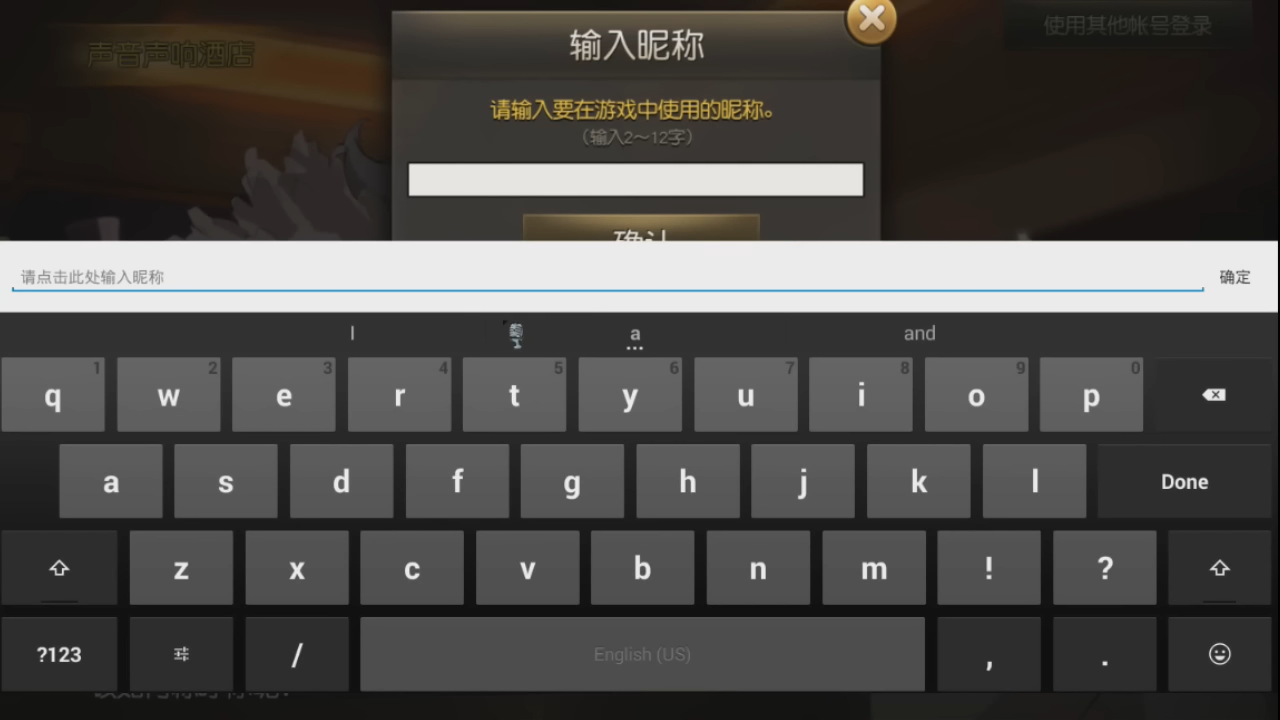 声音声响酒店
输入昵称
使用其他帐号登录
请输入要在游戏中使用的昵称。
（输入2～12字）
确认
请点击此处输入昵称
确定
I
a
and
q 1 w 2 e 3 r 4 t 5 y 6 u 7 i 8 o 9 p 0
a s d f g h j k l Done
z x c v b n m ! ?
?123 / English (US) , .